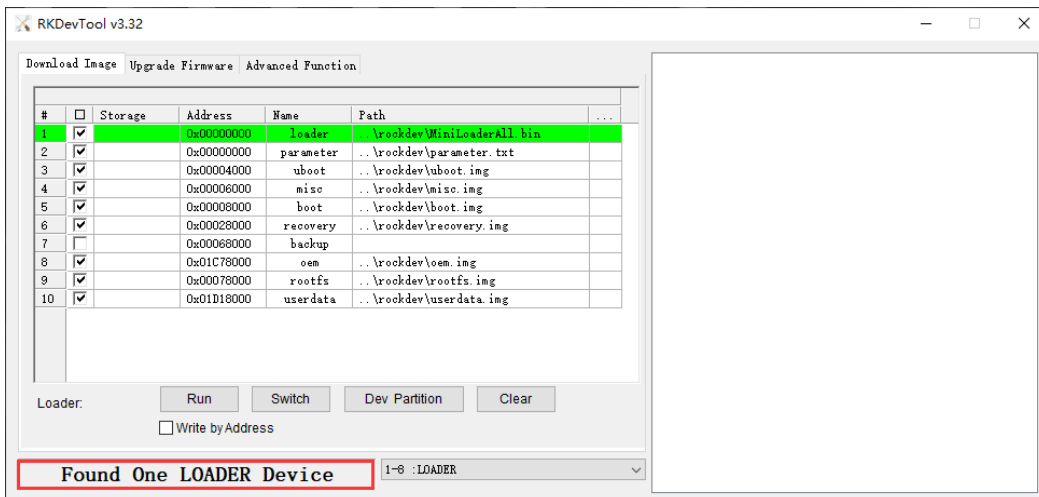 RKDevTool v3.32
Download Image Upgrade Firmware Advanced Function
# Storage Address Name Path ...
1 0x00000000 loader ..\rockdev\MiniLoaderAll.bin
2 0x00000000 parameter ..\rockdev\parameter.txt
3 0x00004000 uboot ..\rockdev\uboot.img
4 0x00006000 misc ..\rockdev\misc.img
5 0x00008000 boot ..\rockdev\boot.img
6 0x00028000 recovery ..\rockdev\recovery.img
7 0x00068000 backup
8 0x01C78000 oem ..\rockdev\oem.img
9 0x00078000 rootfs ..\rockdev\rootfs.img
10 0x01D18000 userdata ..\rockdev\userdata.img
Loader: Run Switch Dev Partition Clear
Write by Address
Found One LOADER Device 1-8 :LOADER